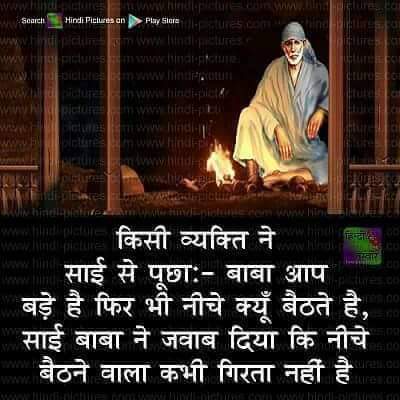 Search Hindi Pictures on Play Store
किसी व्यक्ति ने
साई से पूछा:- बाबा आप
बड़े है फिर भी नीचे क्यूँ बैठते है,
साई बाबा ने जवाब दिया कि नीचे
बैठने वाला कभी गिरता नहीं है